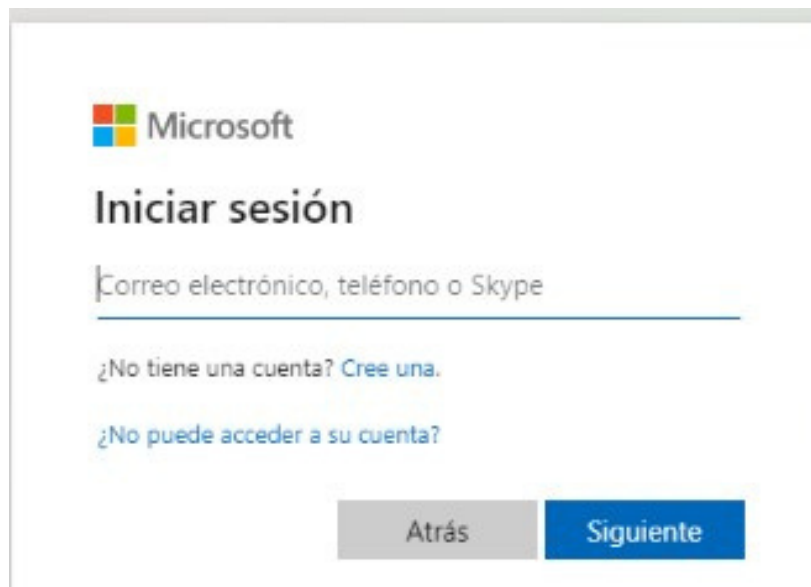 Microsoft
Iniciar sesión
Correo electrónico, teléfono o Skype
¿No tiene una cuenta? Cree una.
¿No puede acceder a su cuenta?
Atrás Siguiente